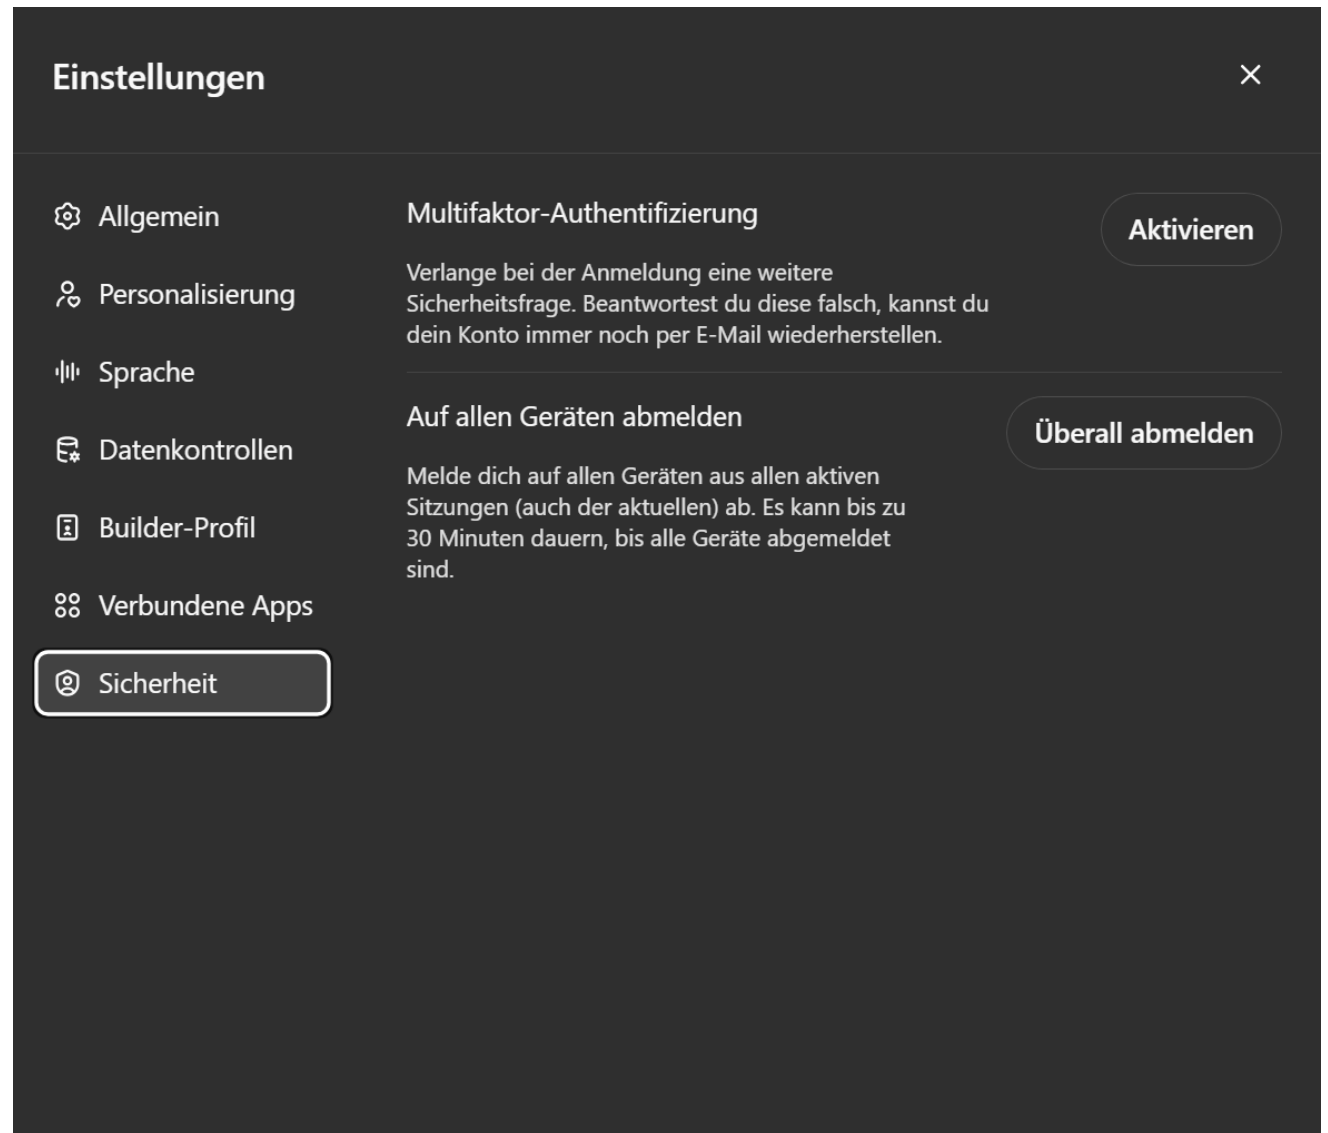 Einstellungen
Allgemein
Personalisierung
Sprache
Datenkontrollen
Builder-Profil
Verbundene Apps
Sicherheit
Multifaktor-Authentifizierung
Aktivieren
Verlange bei der Anmeldung eine weitere
Sicherheitsfrage. Beantwortest du diese falsch, kannst du
dein Konto immer noch per E-Mail wiederherstellen.
Auf allen Geräten abmelden
Überall abmelden
Melde dich auf allen Geräten aus allen aktiven
Sitzungen (auch der aktuellen) ab. Es kann bis zu
30 Minuten dauern, bis alle Geräte abgemeldet
sind.